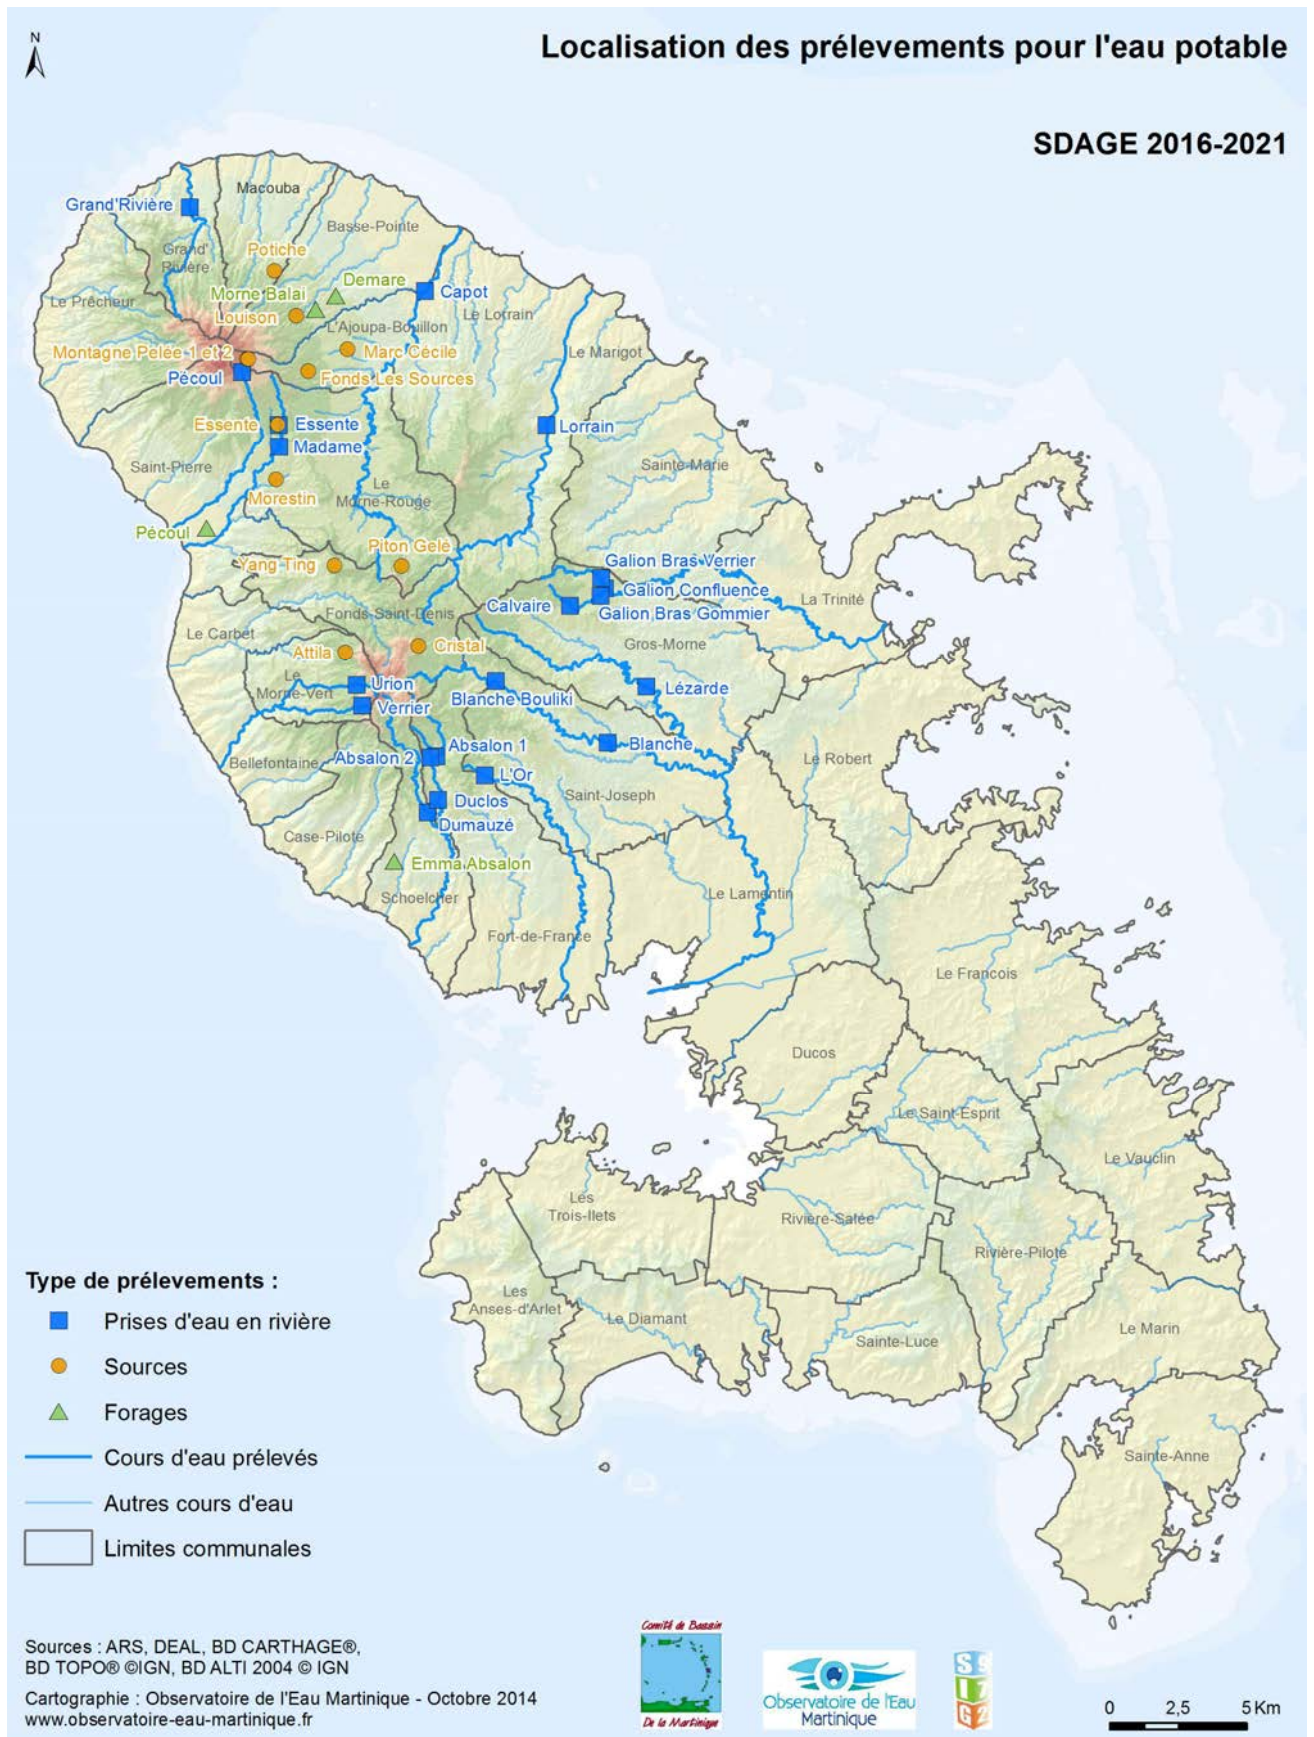 N
Localisation des prélevements pour l'eau potable
SDAGE 2016-2021
Macouba
Grand'Rivière
Basse-Pointe
Grand'
Rivière
Potiche
Demare
Morne Balai
Capot
Le Prêcheur
Louison
Le Lorrain
L'Ajoupa-Bouillon
Montagne Pelée 1 et 2
Marc Cécile
Le Marigot
Pécoul
Fonds Les Sources
Essente
Essente
Lorrain
Madame
Saint-Pierre
Sainte-Marie
Le
Morne-Rouge
Morestin
Pécoul
Piton Gelé
Yang Ting
Galion Bras Verrier
Galion Confluence
La Trinité
Calvaire
Galion Bras Gommier
Fonds-Saint-Denis
Le Carbet
Gros-Morne
Attila
Cristal
Le
Morne-Vert
Urion
Lézarde
Blanche Bouliki
Verrier
Blanche
Absalon 1
Absalon 2
Bellefontaine
Le Robert
L'Or
Saint-Joseph
Duclos
Dumauzé
Case-Pilote
Emma Absalon
Schoelcher
Le Lamentin
Fort-de-France
Le François
Ducos
Le Saint-Esprit
Le Vauclin
Les
Trois-Ilets
Rivière-Salée
Rivière-Pilote
Les
Anses-d'Arlet
Le Diamant
Sainte-Luce
Le Marin
Sainte-Anne
Type de prélevements :
Prises d'eau en rivière
Sources
Forages
Cours d'eau prélevés
Autres cours d'eau
Limites communales
Sources : ARS, DEAL, BD CARTHAGE®,
BD TOPO® ©IGN, BD ALTI 2004 © IGN
Cartographie : Observatoire de l'Eau Martinique - Octobre 2014
www.observatoire-eau-martinique.fr
Comité de Bassin
De la Martinique
Observatoire de l'Eau
Martinique
0 2,5 5 Km